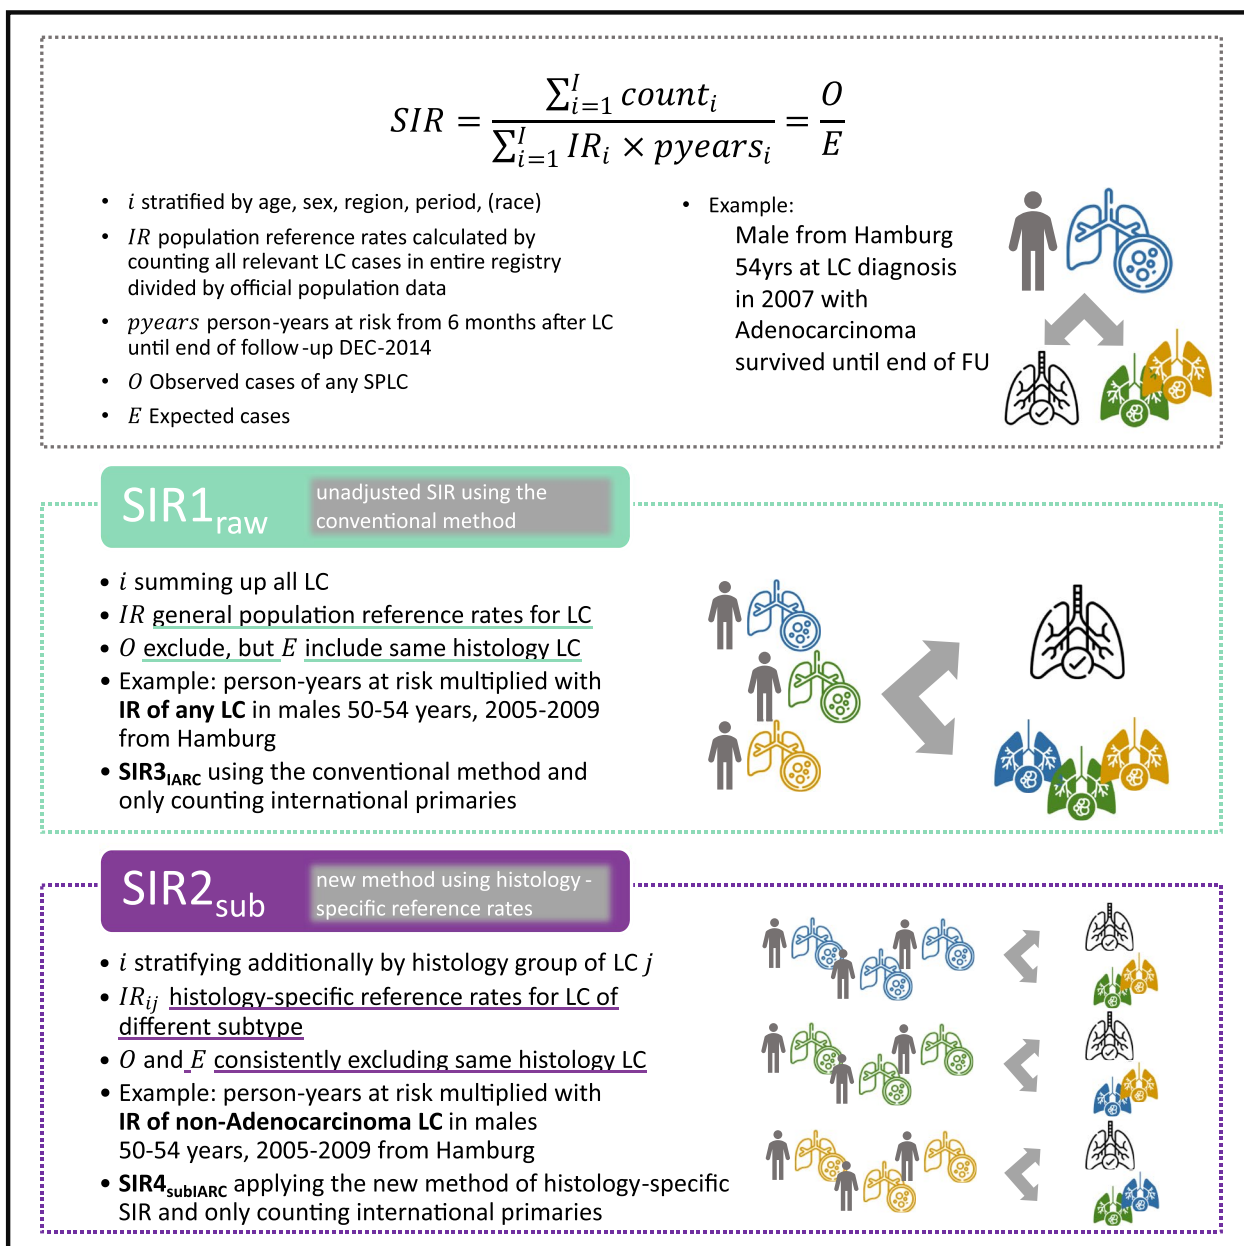 SIR = \frac{\sum_{i=1}^{I} count_i}{\sum_{i=1}^{I} IR_i \times pyears_i} = \frac{O}{E}
• i stratified by age, sex, region, period, (race)
• IR population reference rates calculated by
counting all relevant LC cases in entire registry
divided by official population data
• pyears person-years at risk from 6 months after LC
until end of follow-up DEC-2014
• O Observed cases of any SPLC
• E Expected cases
• Example:
Male from Hamburg
54yrs at LC diagnosis
in 2007 with
Adenocarcinoma
survived until end of FU
SIR1raw
unadjusted SIR using the
conventional method
• i summing up all LC
• IR general population reference rates for LC
• O exclude, but E include same histology LC
• Example: person-years at risk multiplied with
IR of any LC in males 50-54 years, 2005-2009
from Hamburg
• SIR3IARC using the conventional method and
only counting international primaries
SIR2sub
new method using histology -
specific reference rates
• i stratifying additionally by histology group of LC j
• IRij histology-specific reference rates for LC of
different subtype
• O and E consistently excluding same histology LC
• Example: person-years at risk multiplied with
IR of non-Adenocarcinoma LC in males
50-54 years, 2005-2009 from Hamburg
• SIR4subIARC applying the new method of histology-specific
SIR and only counting international primaries